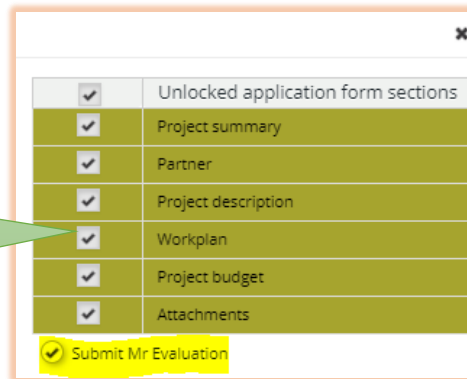 Unlocked application form sections
Project summary
Partner
Project description
Workplan
Project budget
Attachments
Submit Mr Evaluation